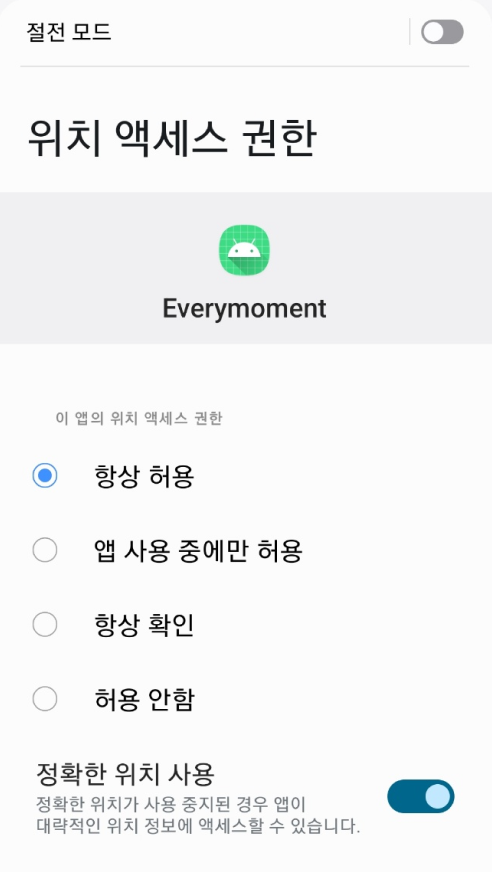 절전 모드
위치 액세스 권한
Everymoment
이 앱의 위치 액세스 권한
항상 허용
앱 사용 중에만 허용
항상 확인
허용 안함
정확한 위치 사용
정확한 위치가 사용 중지된 경우 앱이
대략적인 위치 정보에 액세스할 수 있습니다.